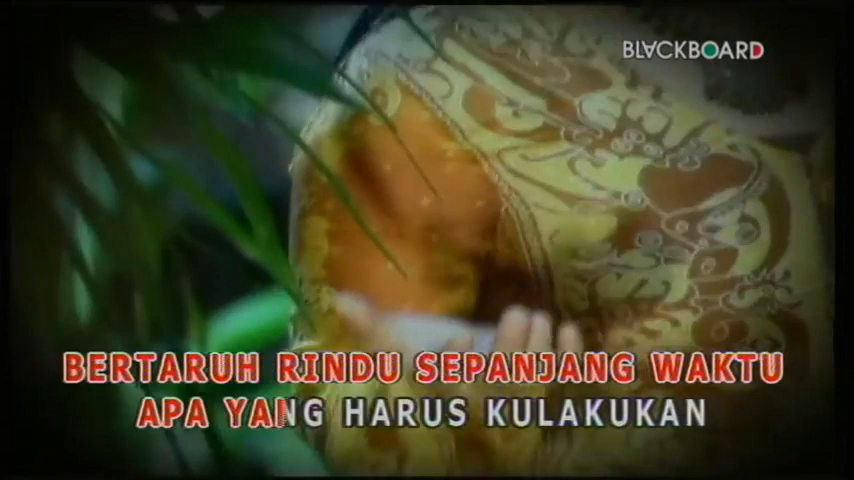 BLACKBOARD
BERTARUH RINDU SEPANJANG WAKTU
APA YANG HARUS KULAKUKAN